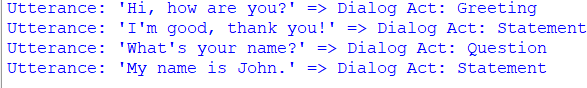 Utterance: 'Hi, how are you?' => Dialog Act: Greeting
Utterance: 'I'm good, thank you!' => Dialog Act: Statement
Utterance: 'What's your name?' => Dialog Act: Question
Utterance: 'My name is John.' => Dialog Act: Statement